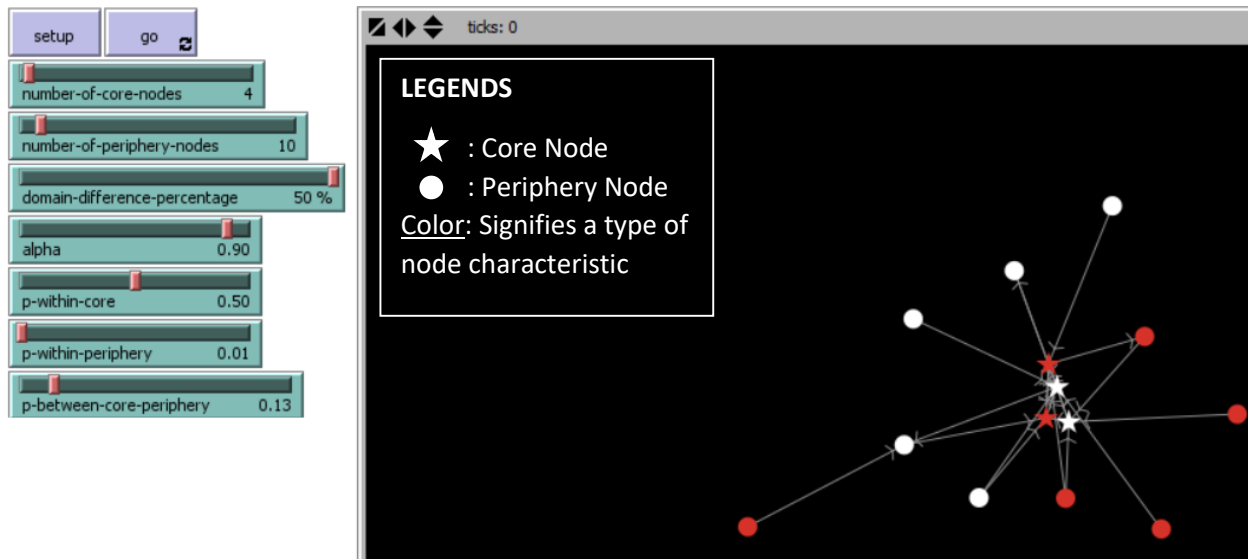 setup go
number-of-core-nodes 4
number-of-periphery-nodes 10
domain-difference-percentage 50 %
alpha 0.90
p-within-core 0.50
p-within-periphery 0.01
p-between-core-periphery 0.13
ticks: 0
LEGENDS
: Core Node
: Periphery Node
Color: Signifies a type of
node characteristic